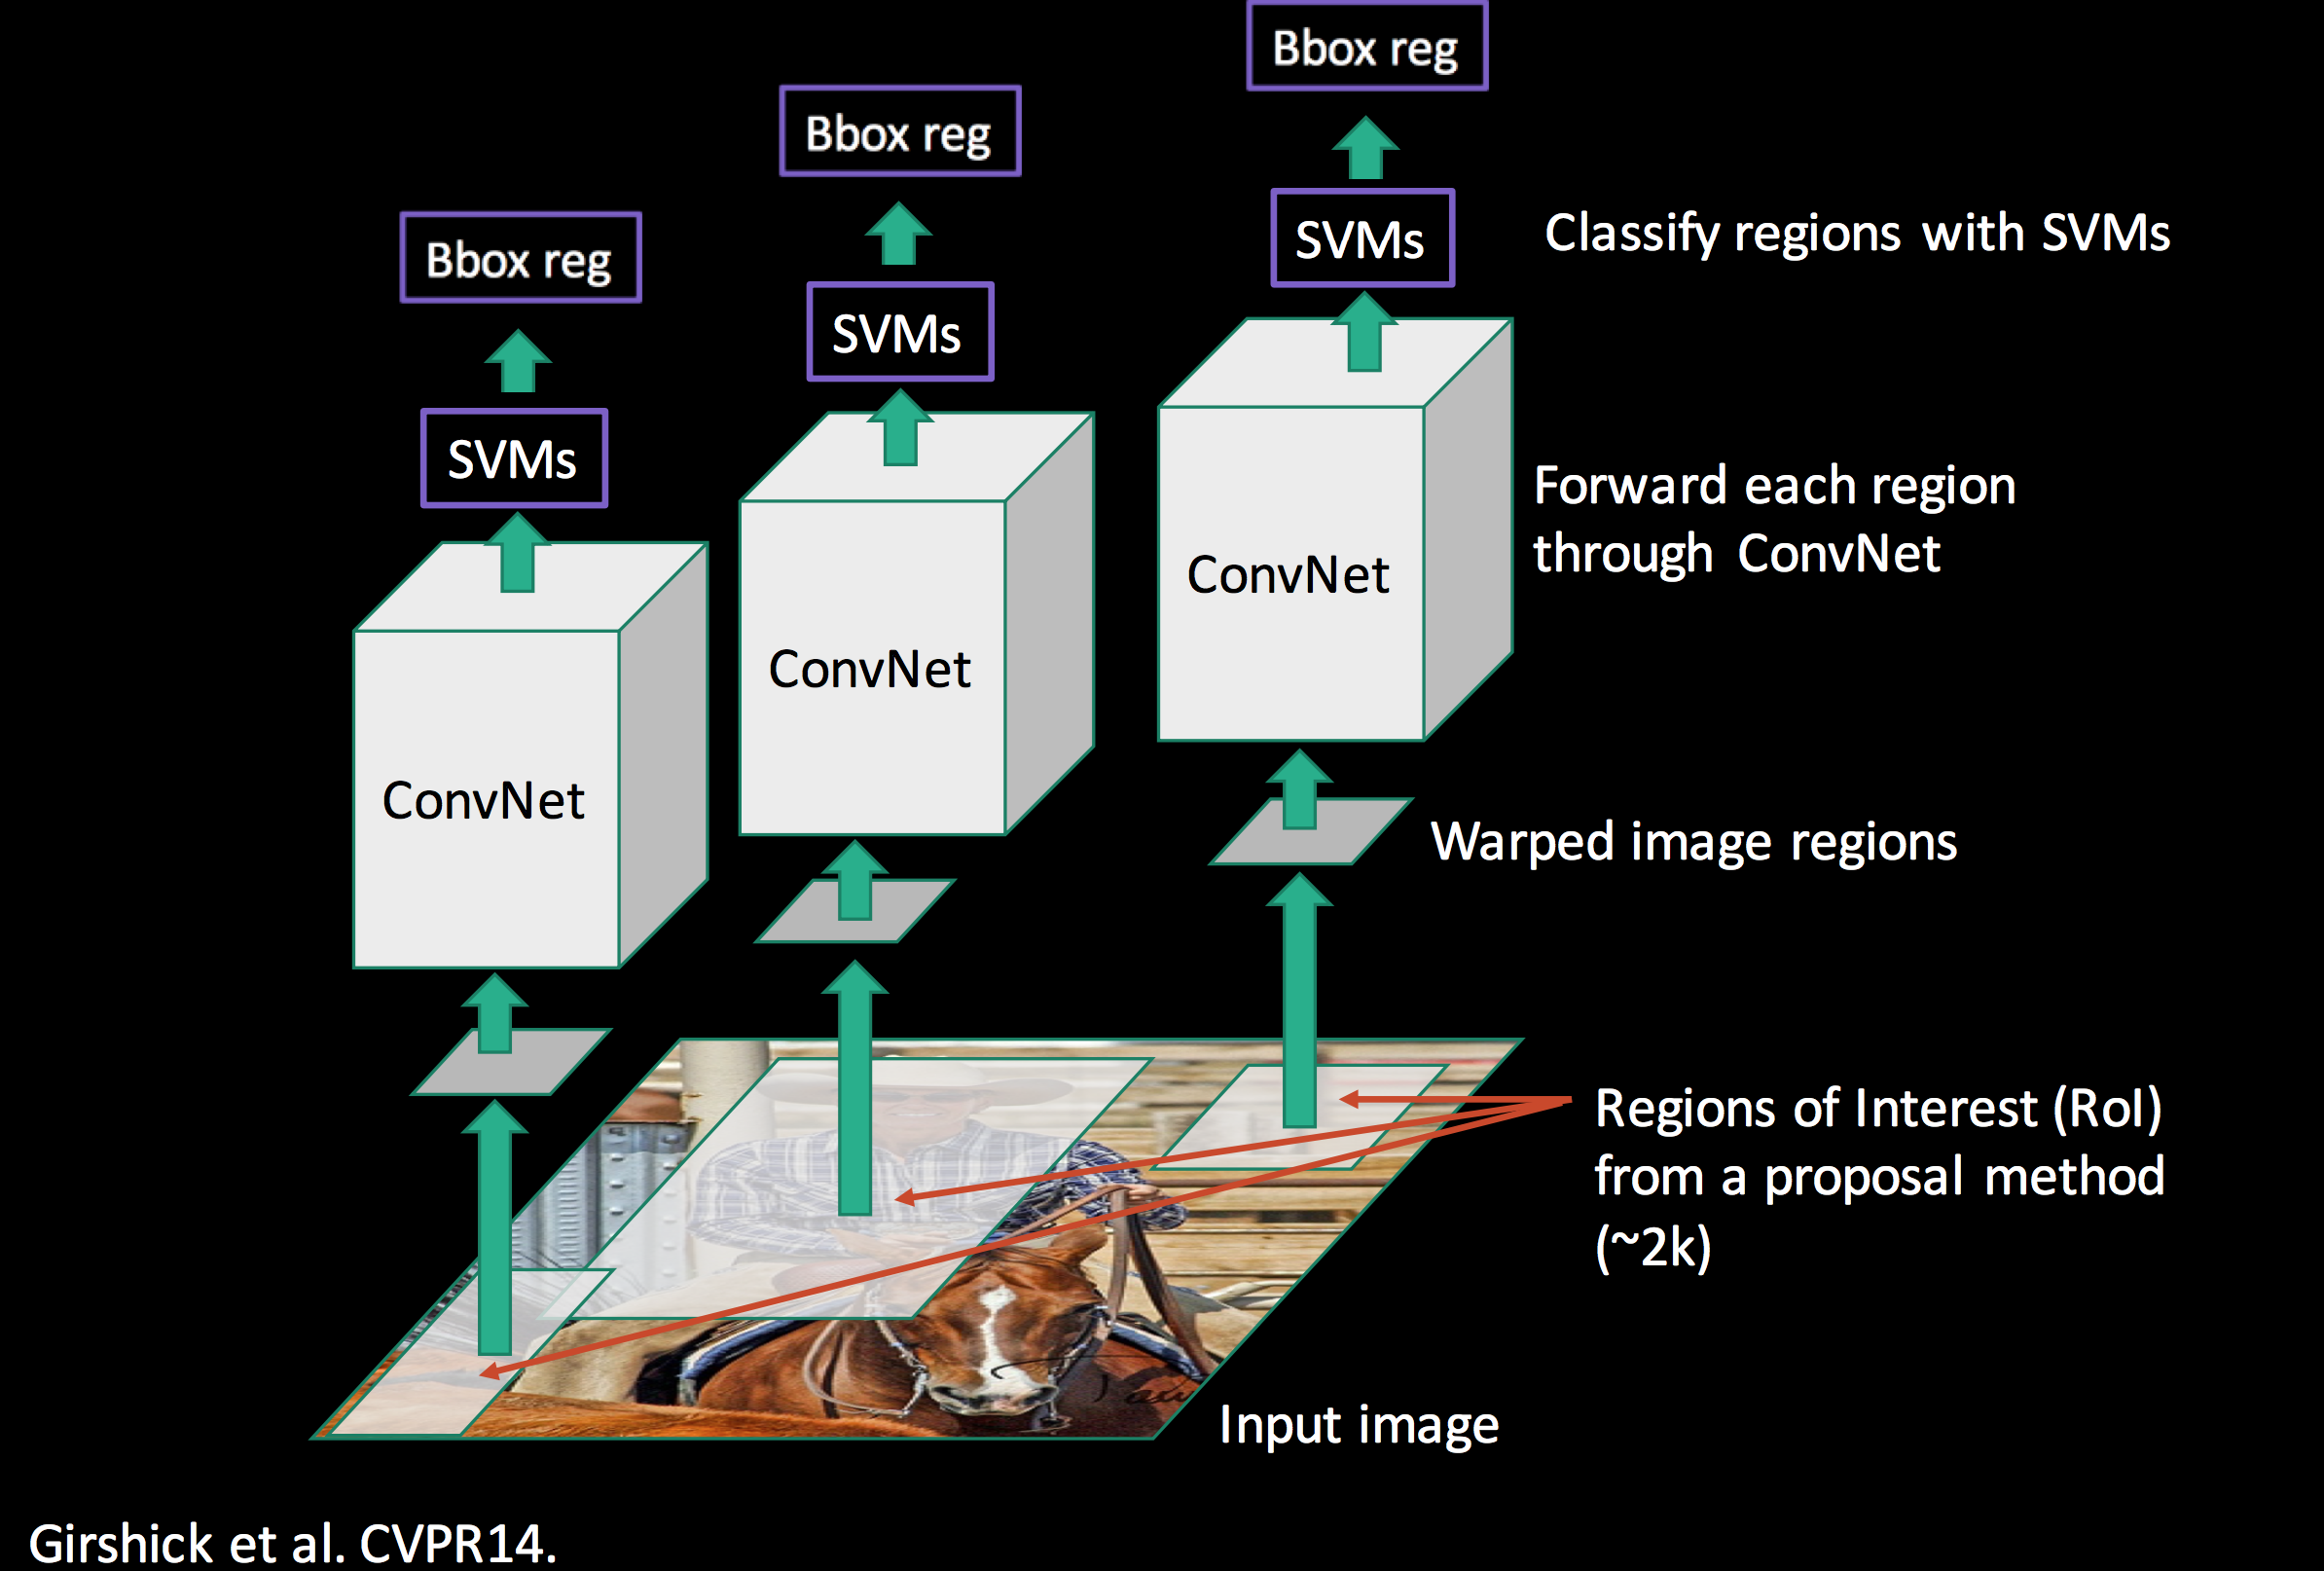 Bbox reg
Bbox reg
Bbox reg
SVMs
Classify regions with SVMs
SVMs
SVMs
ConvNet
Forward each region
through ConvNet
ConvNet
ConvNet
Warped image regions
Regions of Interest (RoI)
from a proposal method
(~2k)
Input image
Girshick et al. CVPR14.